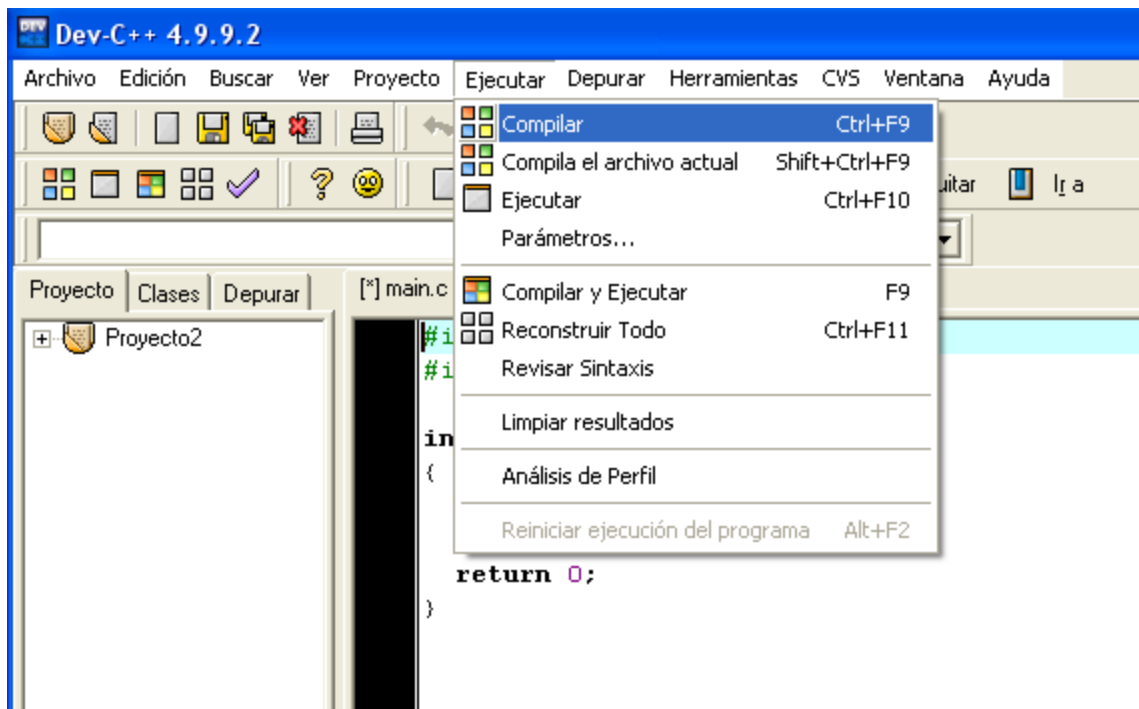 Dev-C++ 4.9.9.2
Archivo Edición Buscar Ver Proyecto Ejecutar Depurar Herramientas CVS Ventana Ayuda
Compilar Ctrl+F9
Compila el archivo actual Shift+Ctrl+F9
Ejecutar Ctrl+F10
Parámetros...
Compilar y Ejecutar F9
Reconstruir Todo Ctrl+F11
Revisar Sintaxis
Limpiar resultados
Análisis de Perfil
Reiniciar ejecución del programa Alt+F2
Ir a
Proyecto Clases Depurar
[*] main.c
Proyecto2
{
return 0;
}